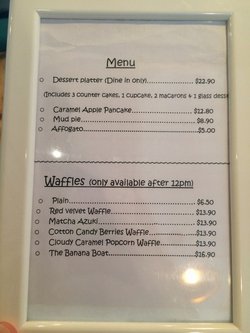 Menu
o Dessert platter (Dine in only)..................$22.90
(Includes 3 counter cakes, 1 cupcake, 2 macarons & 1 glass
o Caramel Apple Pancake............................$12.80
o Mud pie..................................................$8.90
o Affogato................................................$5.00
Waffles (only available after 12pm)
o Plain......................................................$6.50
o Red velvet Waffle...................................$13.90
o Matcha Azuki.........................................$13.90
o Cotton Candy Berries Waffle....................$13.90
o Cloudy Caramel Popcorn Waffle................$13.90
o The Banana Boat....................................$16.90